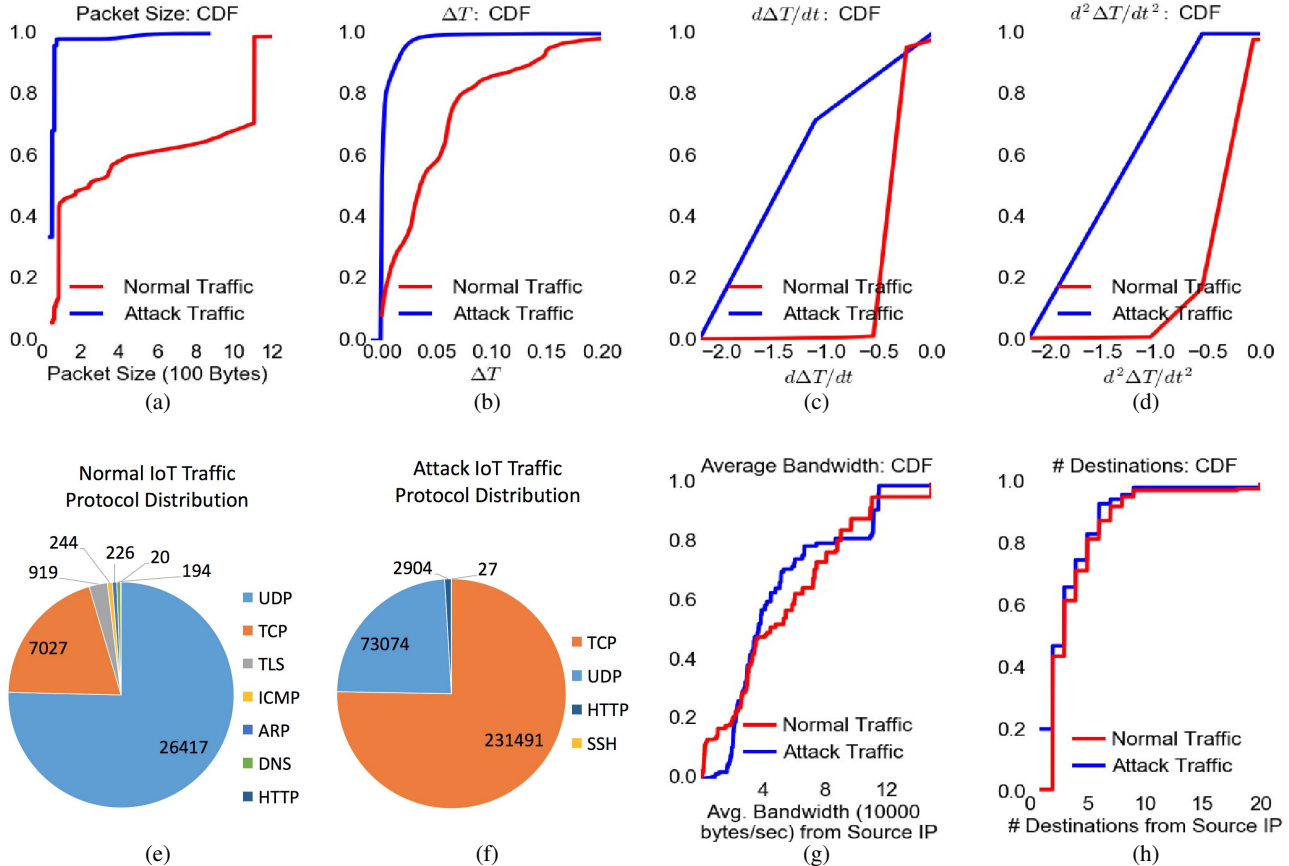 Packet Size: CDF
1.0
0.8
0.6
0.4
0.2
0.0
Normal Traffic
Attack Traffic
0 2 4 6 8 10 12
Packet Size (100 Bytes)
(a)
ΔT: CDF
1.0
0.8
0.6
0.4
0.2
0.0
Normal Traffic
Attack Traffic
0.00 0.05 0.10 0.15 0.20
ΔT
(b)
dΔT/dt: CDF
1.0
0.8
0.6
0.4
0.2
0.0
Normal Traffic
Attack Traffic
−2.0 −1.5 −1.0 −0.5 0.0
dΔT/dt
(c)
d²ΔT/dt²: CDF
1.0
0.8
0.6
0.4
0.2
0.0
Normal Traffic
Attack Traffic
−2.0 −1.5 −1.0 −0.5 0.0
d²ΔT/dt²
(d)
Normal IoT Traffic
Protocol Distribution
244 226 20
919 194
7027
26417
UDP
TCP
TLS
ICMP
ARP
DNS
HTTP
(e)
Attack IoT Traffic
Protocol Distribution
2904 27
73074
231491
TCP
UDP
HTTP
SSH
(f)
Average Bandwidth: CDF
1.0
0.8
0.6
0.4
0.2
0.0
Normal Traffic
Attack Traffic
4 8 12
Avg. Bandwidth (10000
bytes/sec) from Source IP
(g)
# Destinations: CDF
1.0
0.8
0.6
0.4
0.2
0.0
Normal Traffic
Attack Traffic
0 5 10 15 20
# Destinations from Source IP
(h)